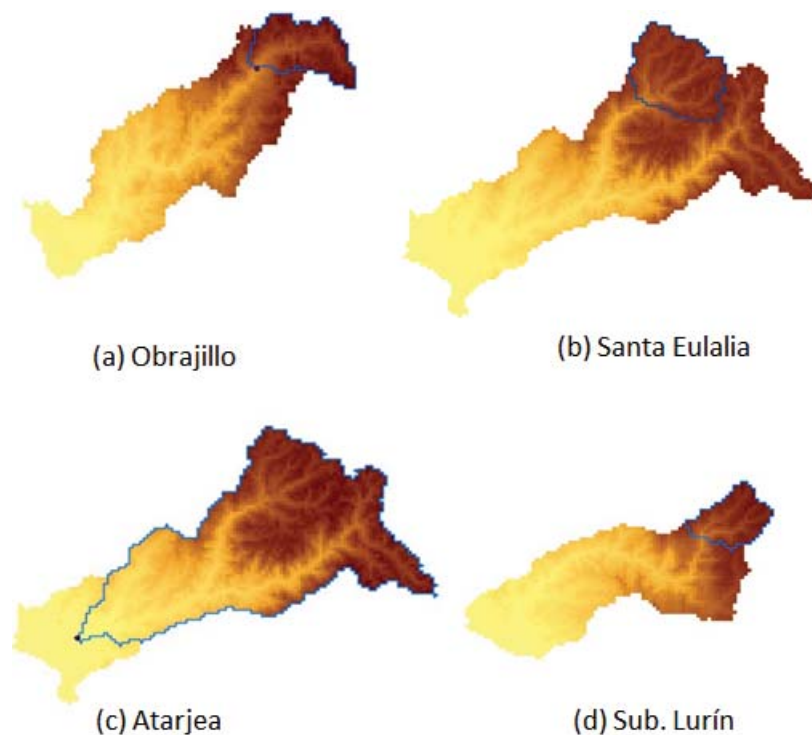 (a) Obrajillo
(b) Santa Eulalia
(c) Atarjea
(d) Sub. Lurín